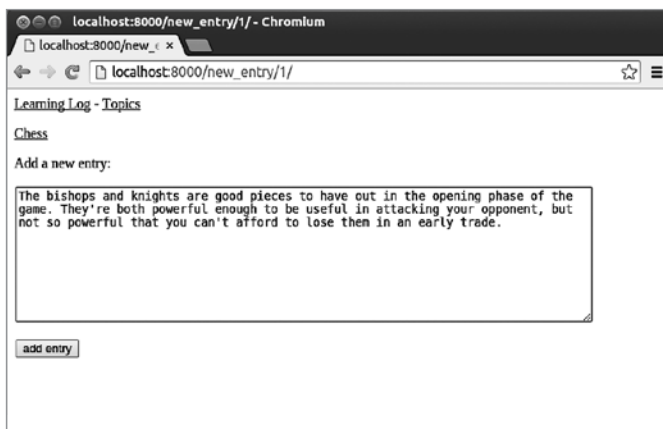 localhost:8000/new_entry/1/ - Chromium
localhost:8000/new_e
localhost:8000/new_entry/1/
Learning Log - Topics
Chess
Add a new entry:
The bishops and knights are good pieces to have out in the opening phase of the
game. They're both powerful enough to be useful in attacking your opponent, but
not so powerful that you can't afford to lose them in an early trade.
add entry